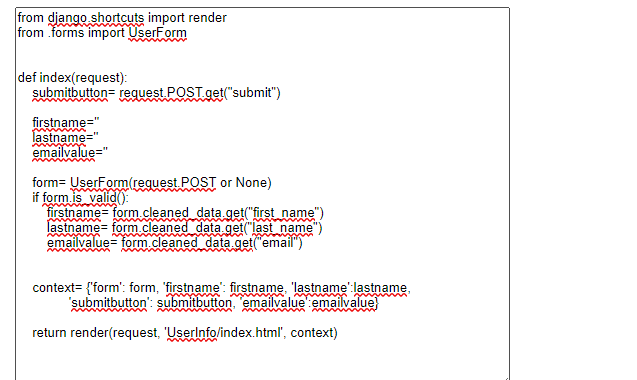 from django.shortcuts import render
from .forms import UserForm
def index(request):
submitbutton= request.POST.get("submit")
firstname=''
lastname=''
emailvalue=''
form= UserForm(request.POST or None)
if form.is_valid():
firstname= form.cleaned_data.get("first_name")
lastname= form.cleaned_data.get("last_name")
emailvalue= form.cleaned_data.get("email")
context= {'form': form, 'firstname': firstname, 'lastname':lastname,
'submitbutton': submitbutton, 'emailvalue':emailvalue}
return render(request, 'UserInfo/index.html', context)